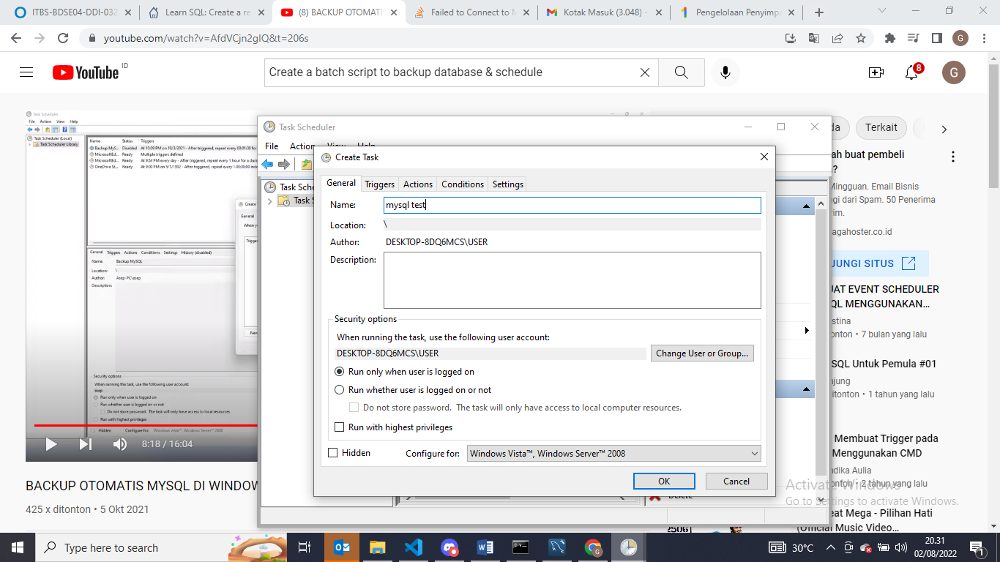 ITBS-BDSE04-DDI-032
Learn SQL: Create a re
(8) BACKUP OTOMATIS
Failed to Connect to M
Kotak Masuk (3.048) -
Pengelolaan Penyimpa
youtube.com/watch?v=AfdVCjn2gIQ&t=206s
G
YouTube ID
Create a batch script to backup database & schedule
8
G
Task Scheduler
File Action View Help
Task Scheduler (Local)
Task Scheduler Library
Name Status Triggers
Backup MyS... Disabled At 10:09 PM on 10/3/2021 - After triggered, repeat every 00:01:00 for
MicrosoftEd... Ready Multiple triggers defined
MicrosoftEd... Ready At 9:54 PM every day - After triggered, repeat every 1 hour for a dura
OneDrive St... Ready At 9:00 PM on 5/1/1992 - After triggered, repeat every 1.00:00:00 inde
General Triggers Actions Conditions Settings History (disabled)
Name: Backup MySQL
Location: \
Author: Asep-PC\asep
Description:
Security options
When running the task, use the following user account:
asep
Run only when user is logged on
Run whether user is logged on or not
Do not store password. The task will only have access to local computer resources
Run with highest privileges
Hidden Configure for: Windows Vista™, Windows Server™ 2008
8:18 / 16:04
BACKUP OTOMATIS MYSQL DI WINDOW
425 x ditonton • 5 Okt 2021
Task Scheduler
File Action View Help
Task Sche
Task S
Delete
Create Task
General Triggers Actions Conditions Settings
Name: mysql test
Location: \
Author: DESKTOP-8DQ6MCS\USER
Description:
Security options
When running the task, use the following user account:
DESKTOP-8DQ6MCS\USER
Change User or Group...
Run only when user is logged on
Run whether user is logged on or not
Do not store password. The task will only have access to local computer resources.
Run with highest privileges
Hidden
Configure for: Windows Vista™, Windows Server™ 2008
OK Cancel
da Terkait
ah buat pembeli
?
Mingguan. Email Bisnis
gi dari Spam. 50 Penerima
im.
agahoster.co.id
JUNGI SITUS
AT EVENT SCHEDULER
QL MENGGUNAKAN...
stina
onton • 7 bulan yang lalu
SQL Untuk Pemula #01
njung
ditonton • 1 tahun yang lalu
Membuat Trigger pada
Menggunakan CMD
ndika Aulia
onton • 2 tahun yang lalu
eat Mega - Pilihan Hati
(Official Music Video...
Activate Windows
Go to Settings to activate Windows.
Type here to search
30°C
20.31
02/08/2022
1